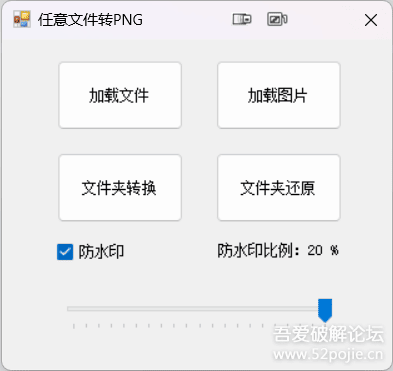 任意文件转PNG
加载文件
加载图片
文件夹转换
文件夹还原
防水印
防水印比例：20 %
吾爱破解论坛
www.52pojie.cn